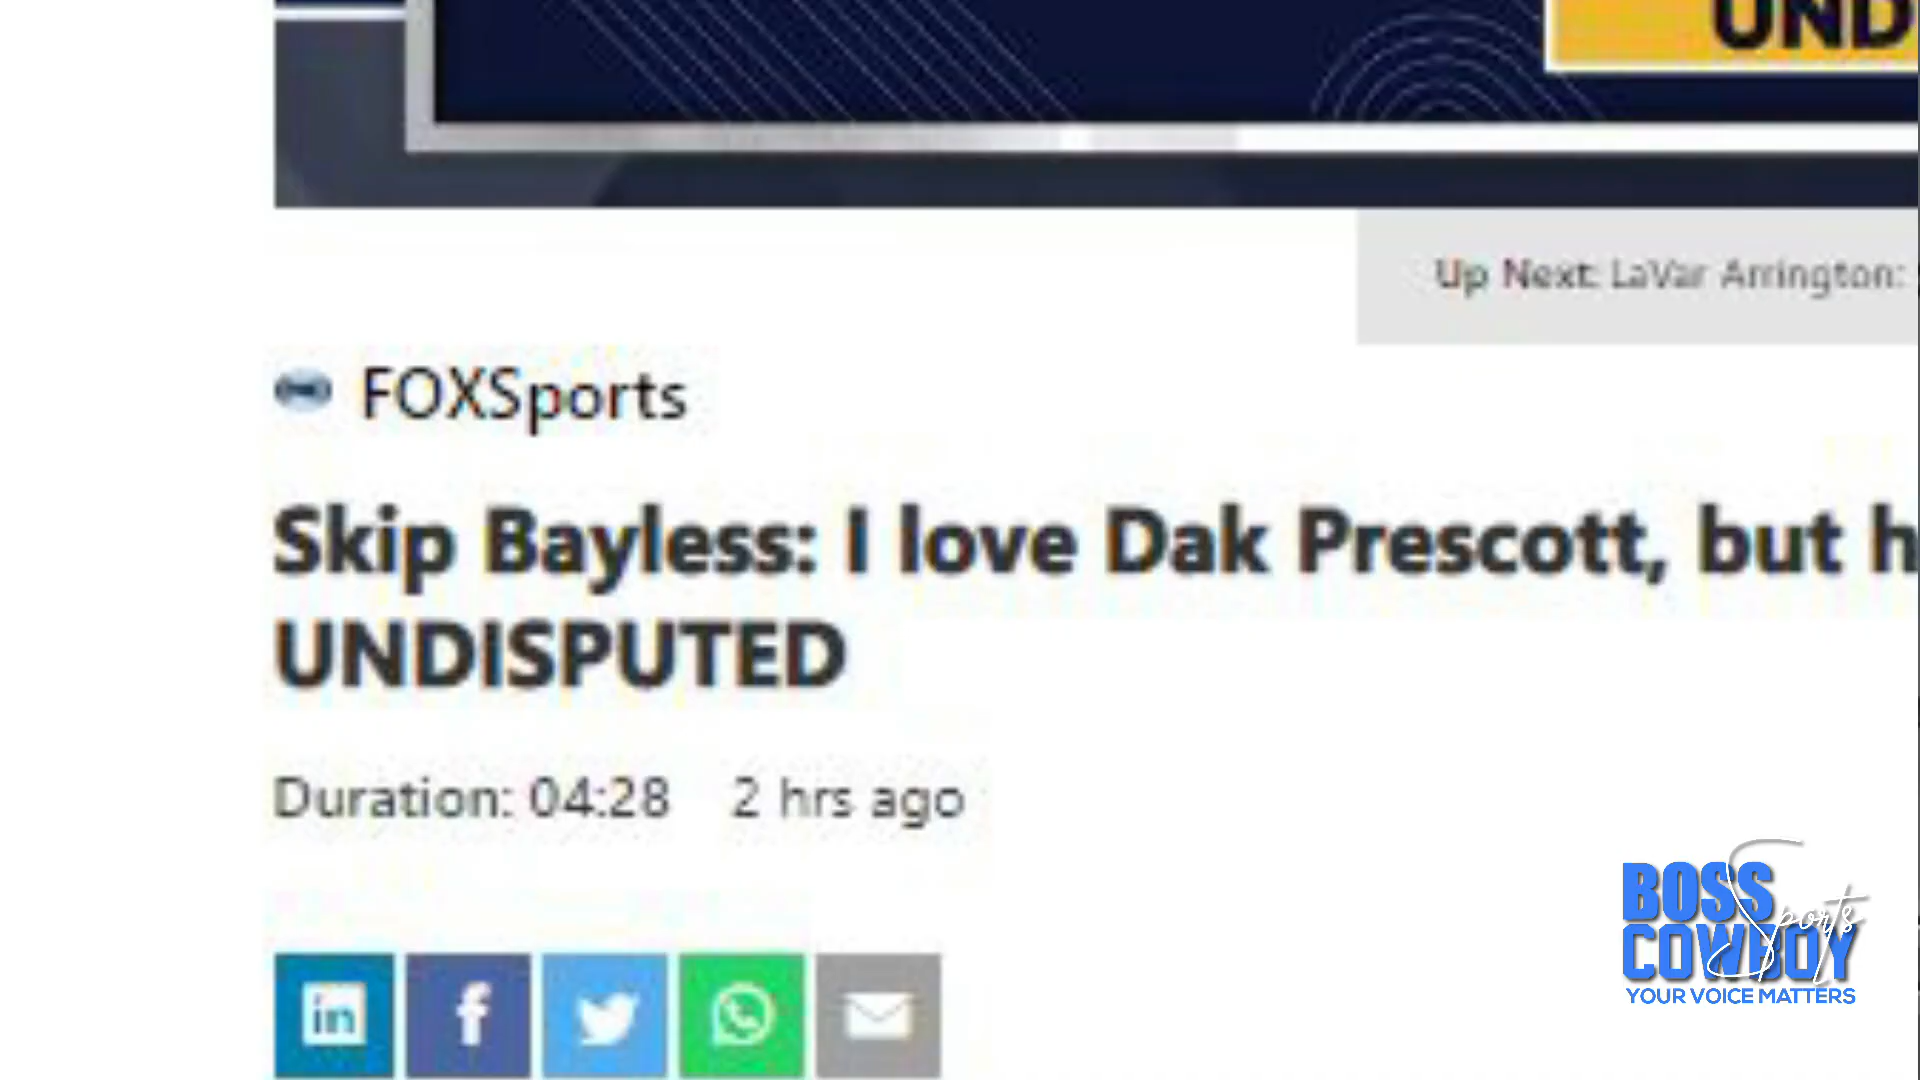 UND
Up Next: LaVar Arrington:
FOXSports
Skip Bayless: I love Dak Prescott, but h
UNDISPUTED
Duration: 04:28 2 hrs ago
in
f
BOSS
Sports
COWBOY
YOUR VOICE MATTERS